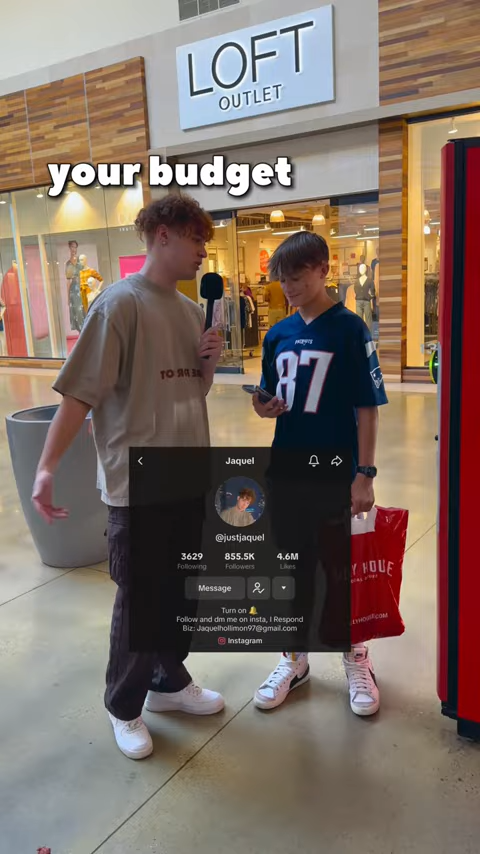 LOFT
OUTLET
your budget
PATRIOTS
87
Jaquel
@justjaquel
3629
855.5K
4.6M
Following
Followers
Likes
Message
Turn on 🔔
Follow and dm me on insta, I Respond
Biz: Jaquelhollimon97@gmail.com
Instagram